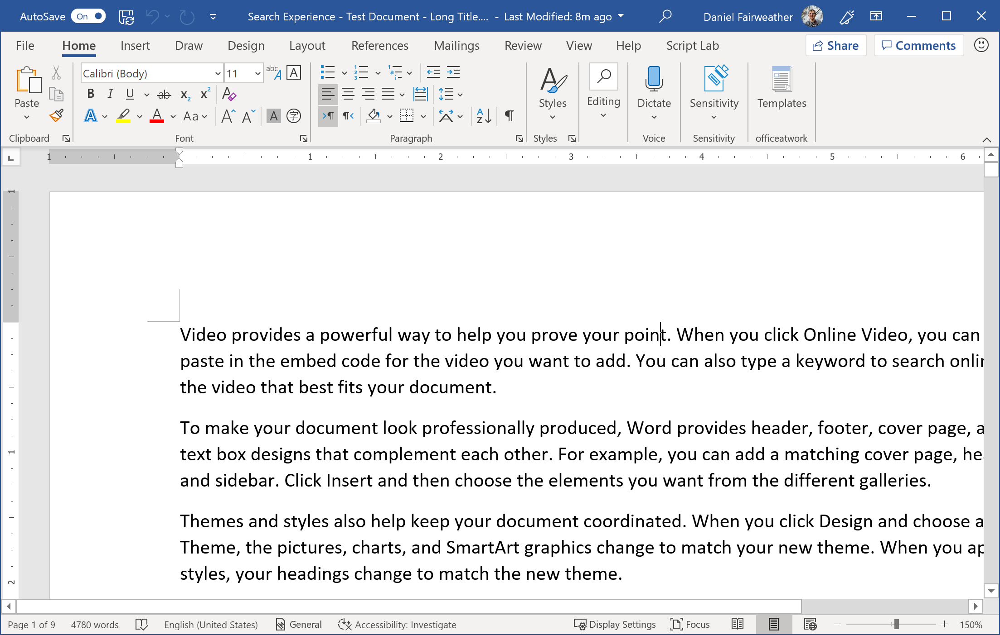 AutoSave On Search Experience - Test Document - Long Title.... - Last Modified: 8m ago Daniel Fairweather
File Home Insert Draw Design Layout References Mailings Review View Help Script Lab Share Comments
Paste
Clipboard
Calibri (Body) 11
Font
Paragraph
Styles
Styles
Editing
Dictate
Voice
Sensitivity
Sensitivity
Templates
officeatwork
1 1 2 3 4 5 6
Video provides a powerful way to help you prove your point. When you click Online Video, you can
paste in the embed code for the video you want to add. You can also type a keyword to search onlin
the video that best fits your document.
To make your document look professionally produced, Word provides header, footer, cover page, a
text box designs that complement each other. For example, you can add a matching cover page, he
and sidebar. Click Insert and then choose the elements you want from the different galleries.
Themes and styles also help keep your document coordinated. When you click Design and choose a
Theme, the pictures, charts, and SmartArt graphics change to match your new theme. When you ap
styles, your headings change to match the new theme.
Page 1 of 9 4780 words English (United States) General Accessibility: Investigate Display Settings Focus 150%